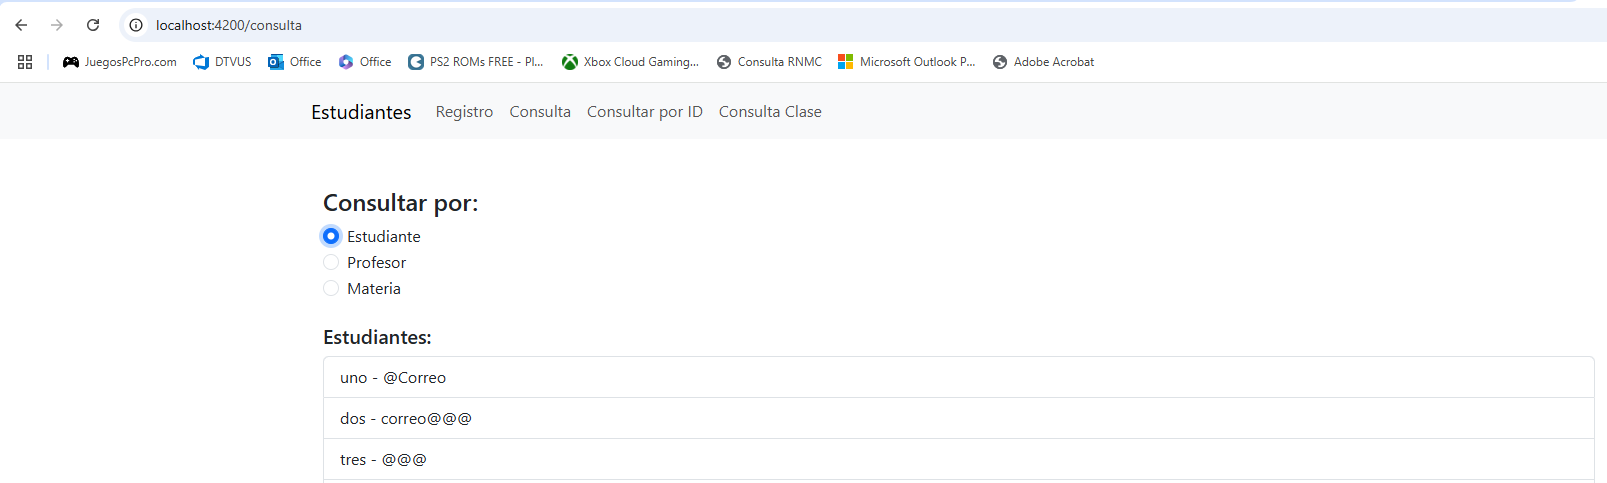 localhost:4200/consulta
JuegosPcPro.com DTVUS Office Office PS2 ROMs FREE - Pl... Xbox Cloud Gaming... Consulta RNMC Microsoft Outlook P... Adobe Acrobat
Estudiantes Registro Consulta Consultar por ID Consulta Clase
Consultar por:
Estudiante
Profesor
Materia
Estudiantes:
uno - @Correo
dos - correo@@@
tres - @@@